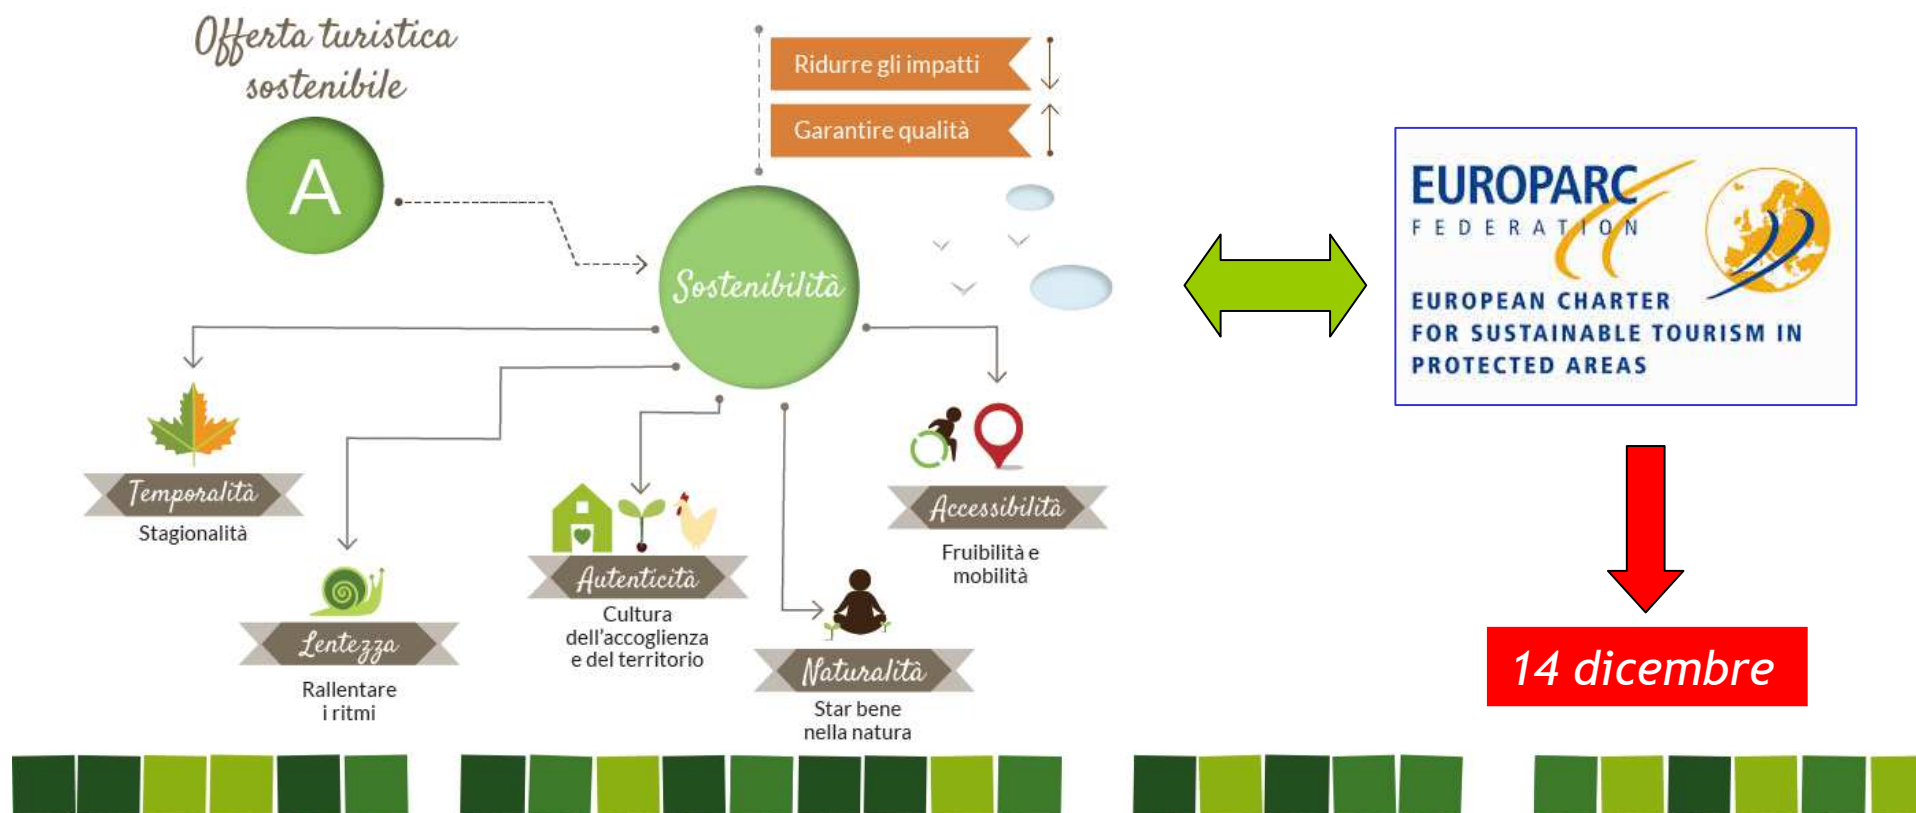 Offerta turistica
sostenibile
A
Ridurre gli impatti
Garantire qualità
Sostenibilità
Temporalità
Stagionalità
Lentezza
Rallentare
i ritmi
Autenticità
Cultura
dell'accoglienza
e del territorio
Naturalità
Star bene
nella natura
Accessibilità
Fruibilità e
mobilità
EUROPARC
FEDERATION
EUROPEAN CHARTER
FOR SUSTAINABLE TOURISM IN
PROTECTED AREAS
14 dicembre